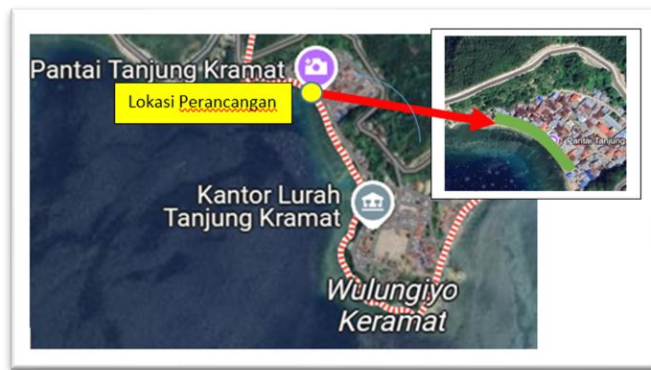 Pantai Tanjung Kramat
Lokasi Perancangan
Pantai Tanjung
Kantor Lurah
Tanjung Kramat
Wulungiyo
Keramat